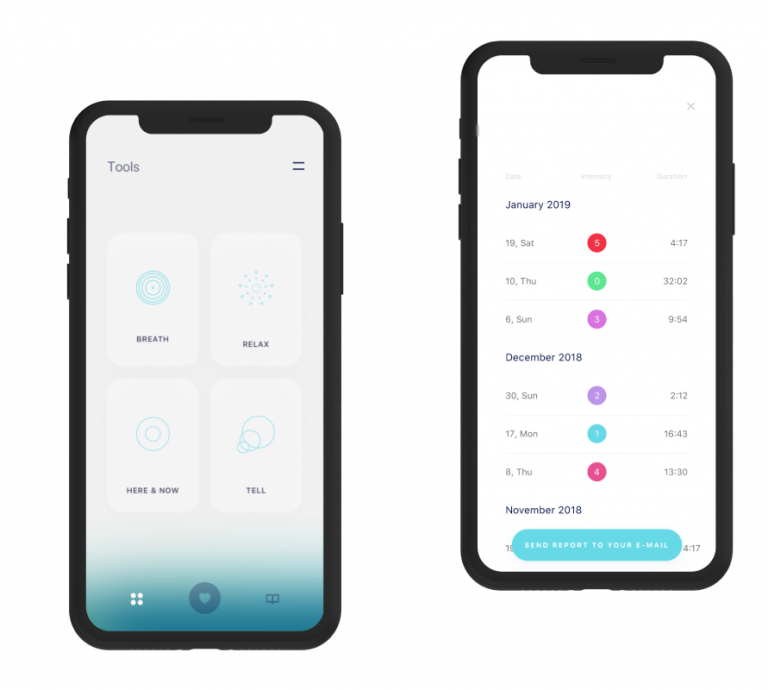 Tools
BREATH
RELAX
HERE & NOW
TELL
Date Intensity Duration
January 2019
19, Sat 5 4:17
10, Thu 0 32:02
6, Sun 3 9:54
December 2018
30, Sun 2 2:12
17, Mon 1 16:43
8, Thu 4 13:30
November 2018
SEND REPORT TO YOUR E-MAIL
4:17